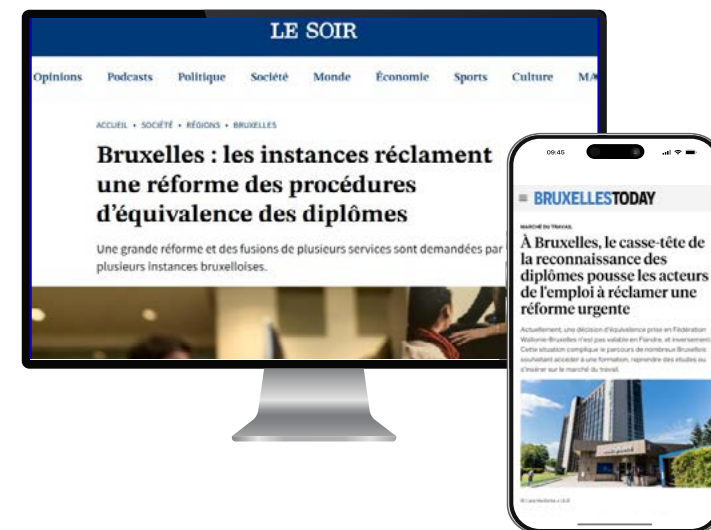 LE SOIR
Opinions Podcasts Politique Société Monde Économie Sports Culture
ACCUEIL • SOCIÉTÉ • RÉGIONS • BRUXELLES
Bruxelles : les instances réclament
une réforme des procédures
d'équivalence des diplômes
Une grande réforme et des fusions de plusieurs services sont demandées par
plusieurs instances bruxelloises.
09:45
BRUXELLESTODAY
MARCHÉ DU TRAVAIL
À Bruxelles, le casse-tête de
la reconnaissance des
diplômes pousse les acteurs
de l'emploi à réclamer une
réforme urgente
Actuellement, une décision d'équivalence prise en Fédération
Wallonie-Bruxelles n'est pas valable en Flandre, et inversement.
Cette situation complique le parcours de nombreux Bruxellois
souhaitant accéder à une formation, reprendre des études ou
s'insérer sur le marché du travail.